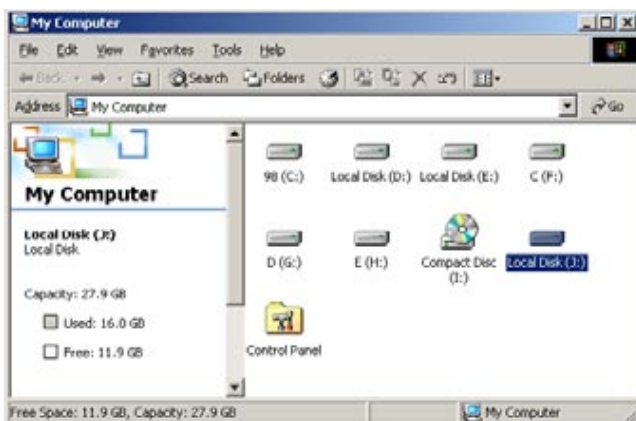 My Computer
File Edit View Favorites Tools Help
Back Search Folders
Address My Computer Go
My Computer
Local Disk (J:)
Local Disk
Capacity: 27.9 GB
Used: 16.0 GB
Free: 11.9 GB
98 (C:) Local Disk (D:) Local Disk (E:) C (F:)
D (G:) E (H:) Compact Disc (I:) Local Disk (J:)
Control Panel
Free Space: 11.9 GB, Capacity: 27.9 GB My Computer